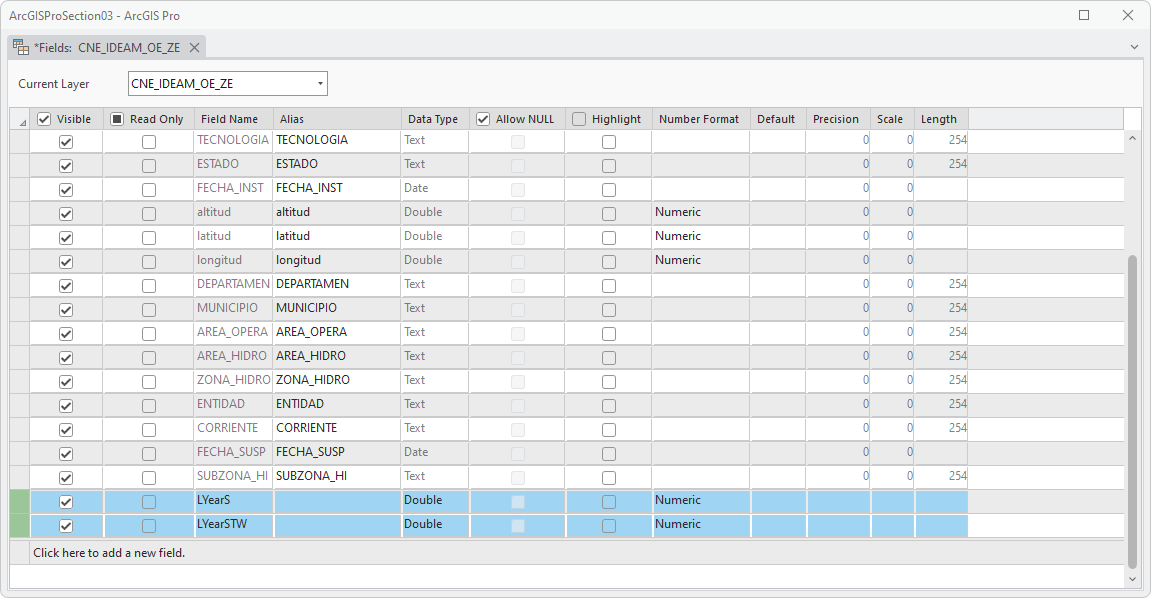 ArcGISProSection03 - ArcGIS Pro
*Fields: CNE_IDEAM_OE_ZE
Current Layer CNE_IDEAM_OE_ZE
Visible Read Only Field Name Alias Data Type Allow NULL Highlight Number Format Default Precision Scale Length
TECNOLOGIA TECNOLOGIA Text 0 0 254
ESTADO ESTADO Text 0 0 254
FECHA_INST FECHA_INST Date 0 0
altitud altitud Double Numeric 0 0
latitud latitud Double Numeric 0 0
longitud longitud Double Numeric 0 0
DEPARTAMEN DEPARTAMEN Text 0 0 254
MUNICIPIO MUNICIPIO Text 0 0 254
AREA_OPERA AREA_OPERA Text 0 0 254
AREA_HIDRO AREA_HIDRO Text 0 0 254
ZONA_HIDRO ZONA_HIDRO Text 0 0 254
ENTIDAD ENTIDAD Text 0 0 254
CORRIENTE CORRIENTE Text 0 0 254
FECHA_SUSP FECHA_SUSP Date 0 0
SUBZONA_HI SUBZONA_HI Text 0 0 254
LYearS Double Numeric
LYearSTW Double Numeric
Click here to add a new field.